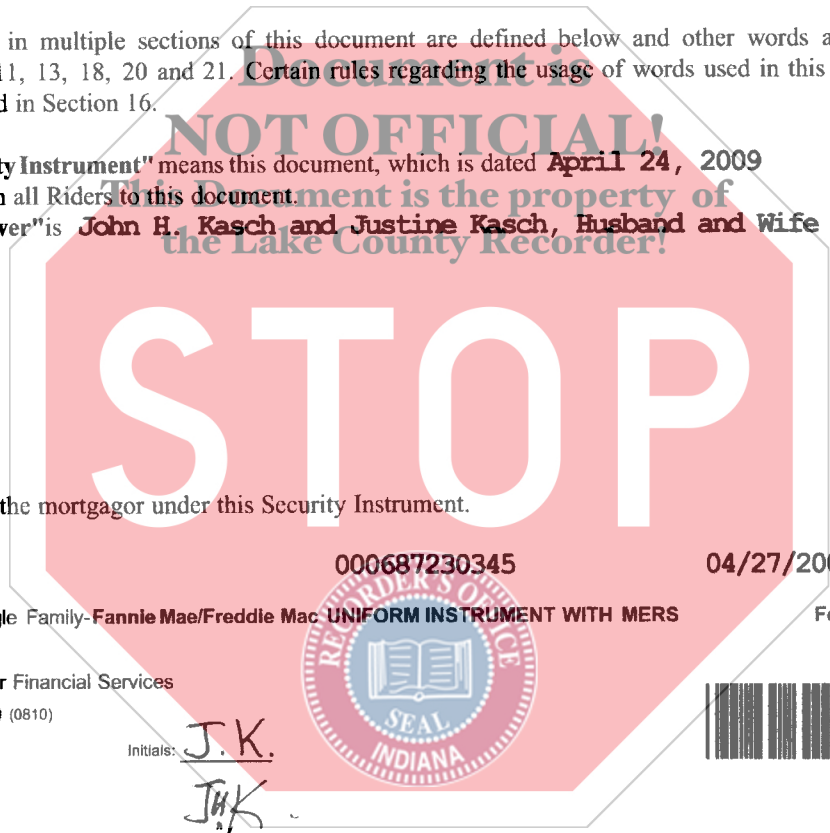 in multiple sections of this document are defined below and other words a
11, 13, 18, 20 and 21. Certain rules regarding the usage of words used in this
d in Section 16.
Document is
NOT OFFICIAL!
This Document is the property of
the Lake County Recorder!
ty Instrument" means this document, which is dated April 24, 2009
n all Riders to this document.
ver" is John H. Kasch and Justine Kasch, Husband and Wife
STOP
the mortgagor under this Security Instrument.
000687230345 04/27/200
gle Family-Fannie Mae/Freddie Mac UNIFORM INSTRUMENT WITH MERS Fo
r Financial Services
(0810)
RECORDER'S OFFICE
SEAL
INDIANA
Initials: J.K.
JHK